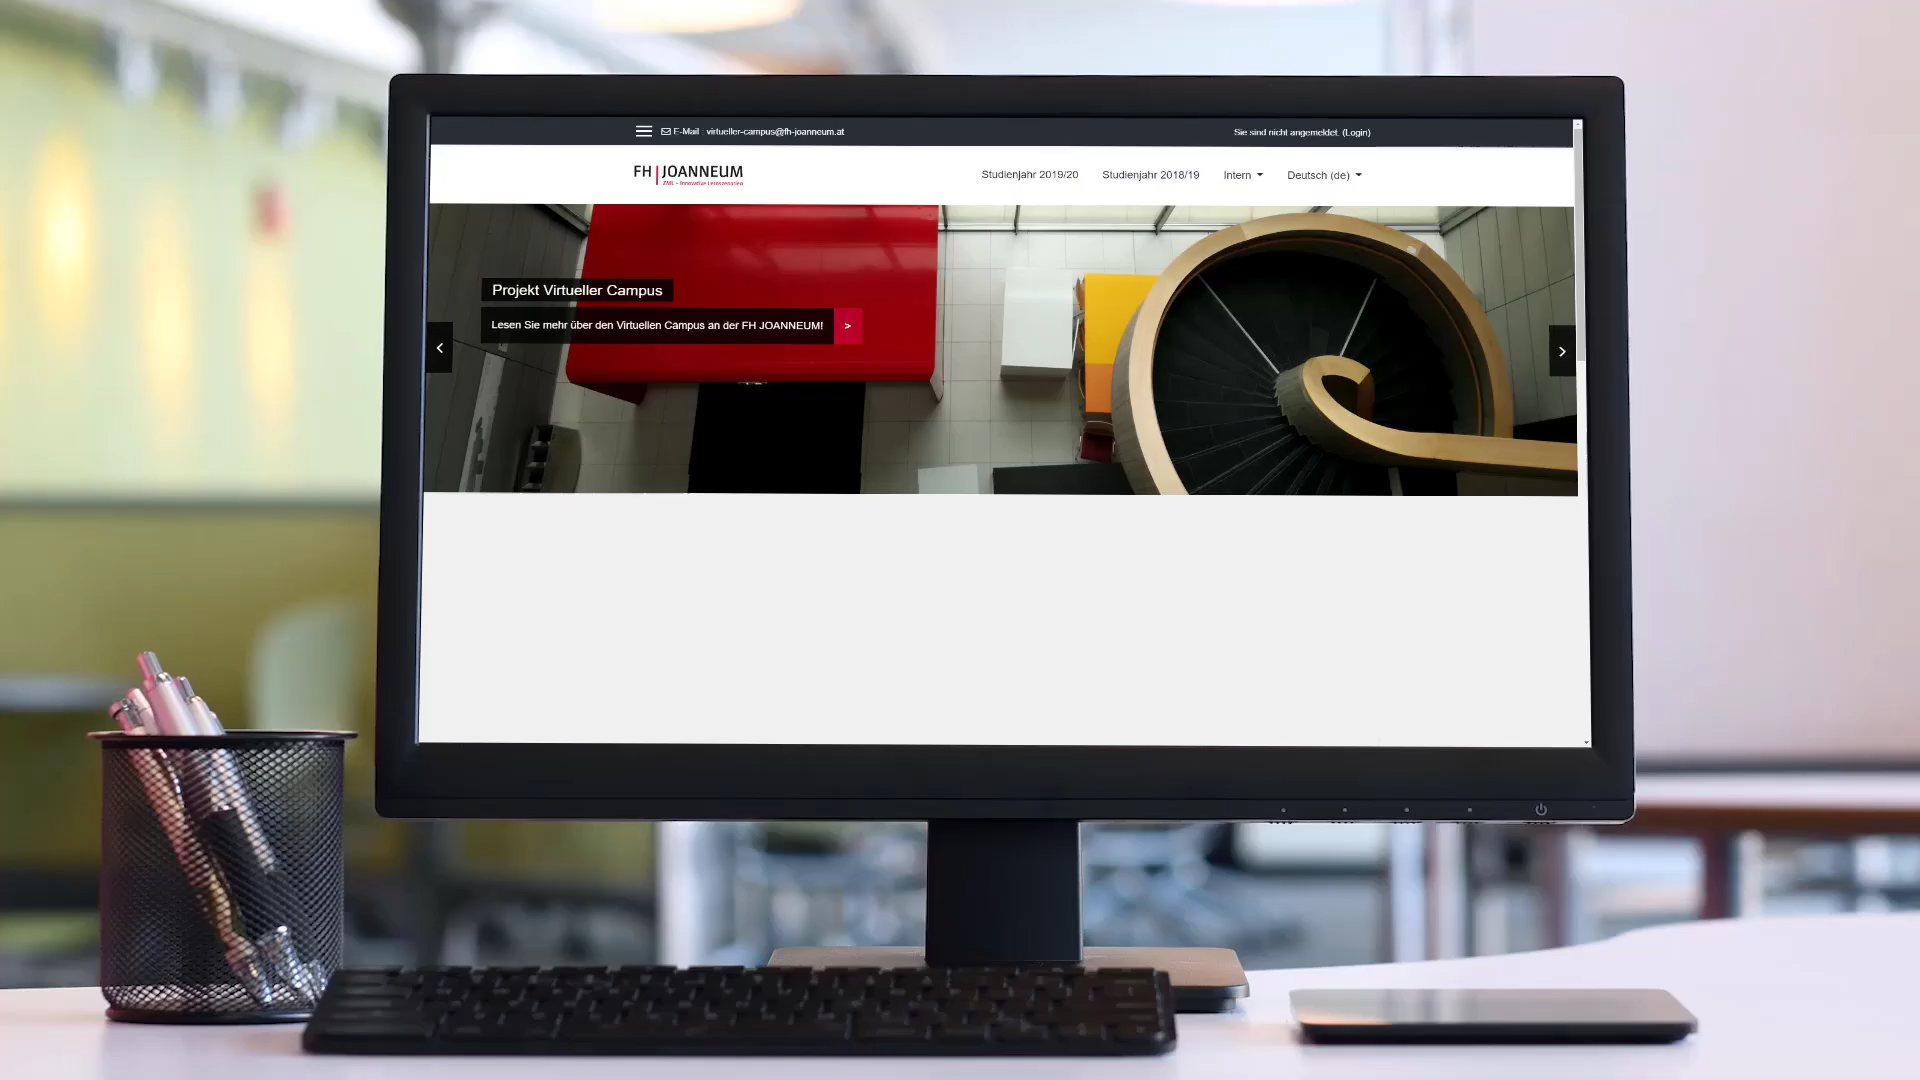 E-Mail : virtueller-campus@fh-joanneum.at
Sie sind nicht angemeldet. (Login)
FH | JOANNEUM
ZML - Innovative Lernszenarien
Studienjahr 2019/20
Studienjahr 2018/19
Intern
Deutsch (de)
Projekt Virtueller Campus
Lesen Sie mehr über den Virtuellen Campus an der FH JOANNEUM!
>